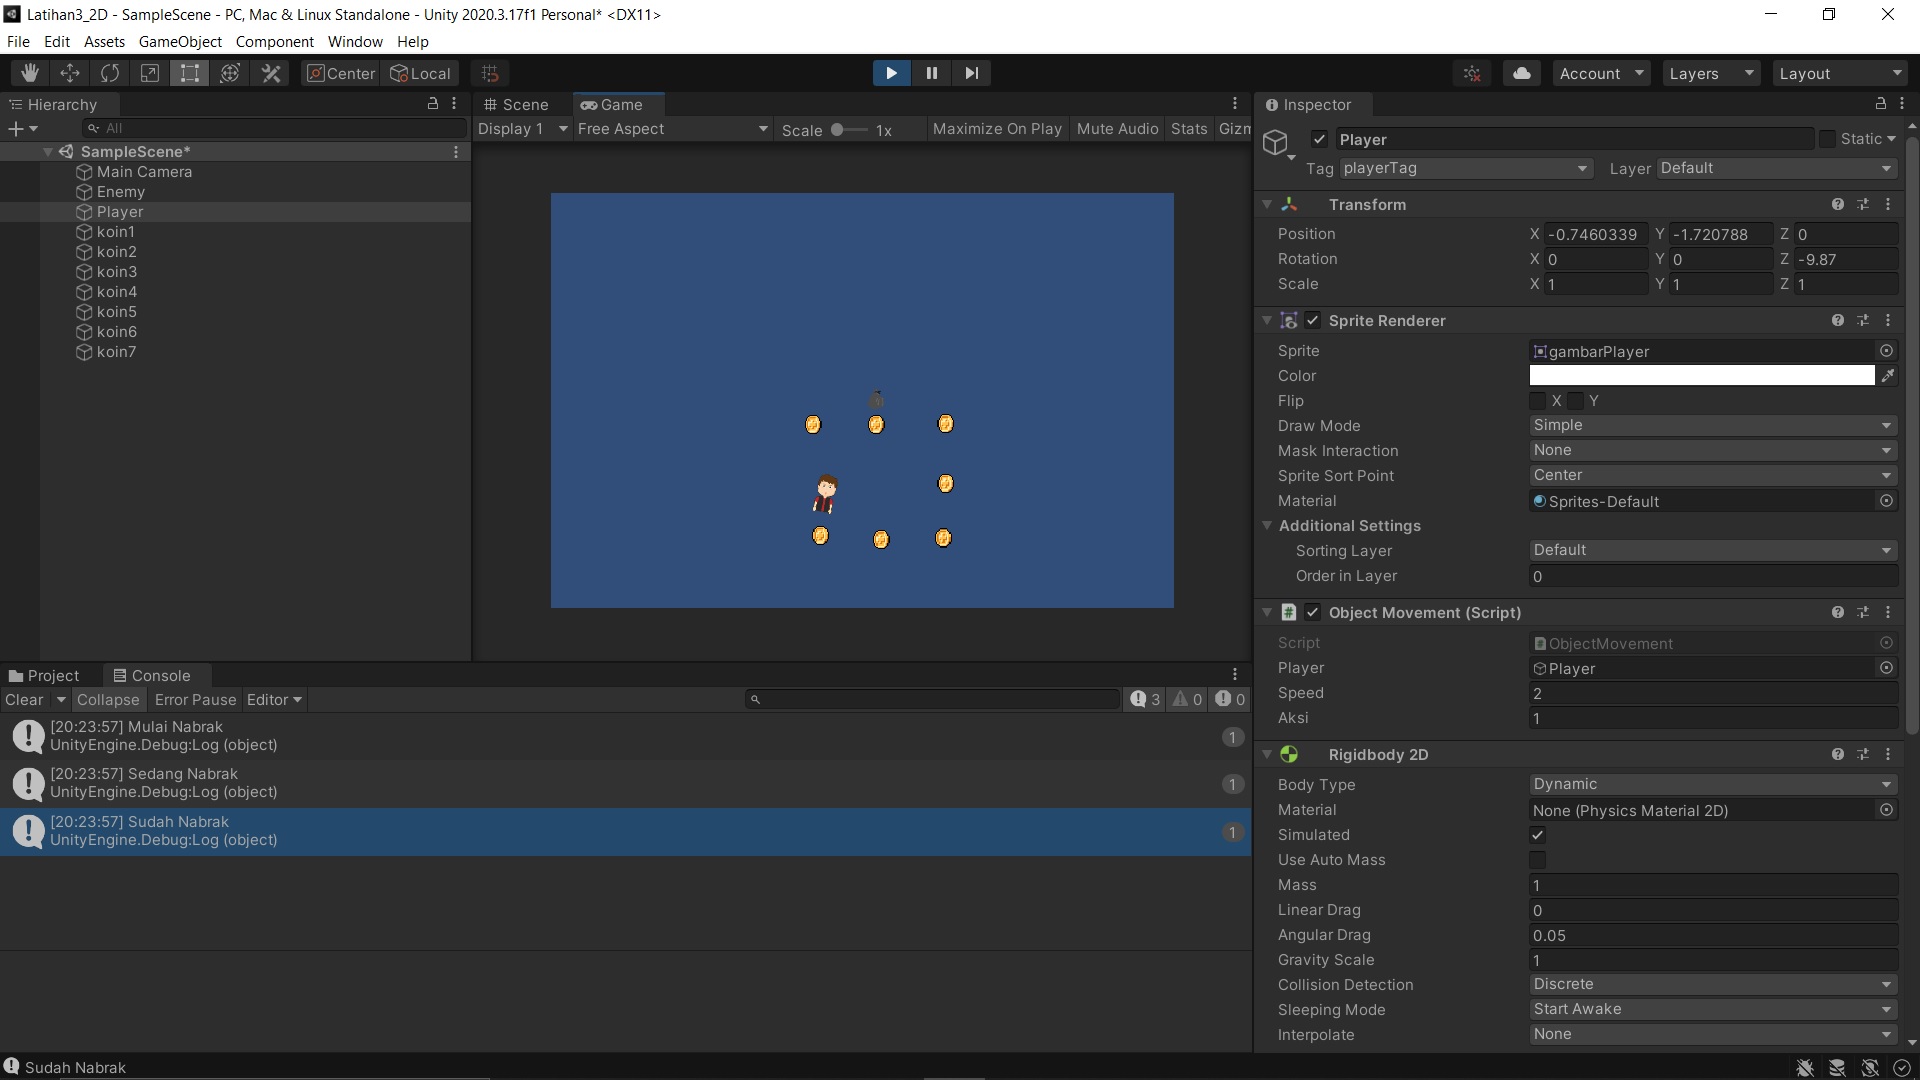 Latihan3_2D - SampleScene - PC, Mac & Linux Standalone - Unity 2020.3.17f1 Personal* <DX11>
File Edit Assets GameObject Component Window Help
Center Local Account Layers Layout
Hierarchy
All
SampleScene*
Main Camera
Enemy
Player
koin1
koin2
koin3
koin4
koin5
koin6
koin7
Scene Game
Display 1 Free Aspect Scale 1x Maximize On Play Mute Audio Stats Gizm
Project Console
Clear Collapse Error Pause Editor 3 0 0
[20:23:57] Mulai Nabrak
UnityEngine.Debug:Log (object)
1
[20:23:57] Sedang Nabrak
UnityEngine.Debug:Log (object)
1
[20:23:57] Sudah Nabrak
UnityEngine.Debug:Log (object)
1
Inspector
Player Static
Tag playerTag Layer Default
Transform
Position X -0.7460339 Y -1.720788 Z 0
Rotation X 0 Y 0 Z -9.87
Scale X 1 Y 1 Z 1
Sprite Renderer
Sprite gambarPlayer
Color
Flip X Y
Draw Mode Simple
Mask Interaction None
Sprite Sort Point Center
Material Sprites-Default
Additional Settings
Sorting Layer Default
Order in Layer 0
Object Movement (Script)
Script ObjectMovement
Player Player
Speed 2
Aksi 1
Rigidbody 2D
Body Type Dynamic
Material None (Physics Material 2D)
Simulated
Use Auto Mass
Mass 1
Linear Drag 0
Angular Drag 0.05
Gravity Scale 1
Collision Detection Discrete
Sleeping Mode Start Awake
Interpolate None
Sudah Nabrak